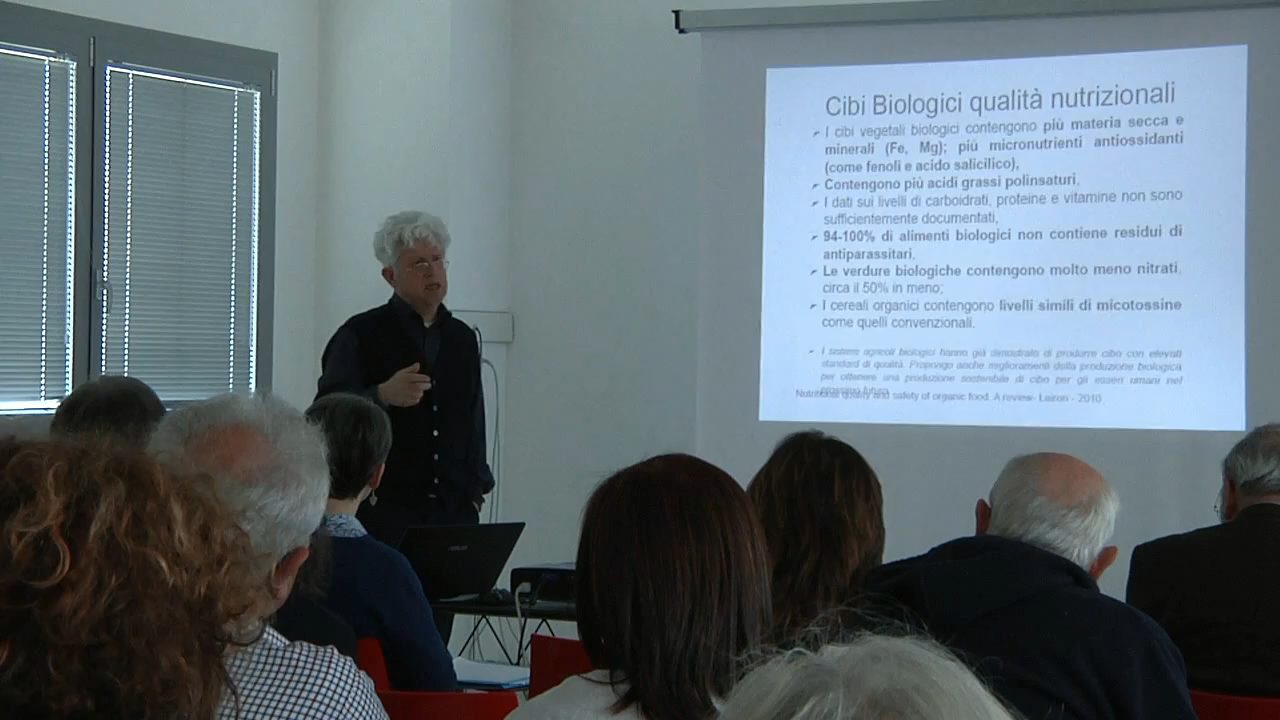 Cibi Biologici qualità nutrizionali
I cibi vegetali biologici contengono più materia secca e
minerali (Fe, Mg); più micronutrienti antiossidanti
(come fenoli e acido salicilico),
Contengono più acidi grassi polinsaturi,
I dati sui livelli di carboidrati, proteine e vitamine non sono
sufficientemente documentati,
94-100% di alimenti biologici non contiene residui di
antiparassitari,
Le verdure biologiche contengono molto meno nitrati,
circa il 50% in meno;
I cereali organici contengono livelli simili di micotossine
come quelli convenzionali.
I sistemi agricoli biologici hanno già dimostrato di produrre cibo con elevati
standard di qualità. Propongo anche miglioramenti della produzione biologica
per ottenere una produzione sostenibile di cibo per gli esseri umani nel
Nutritional quality and safety of organic food. A review- Lairon - 2010
ASUS